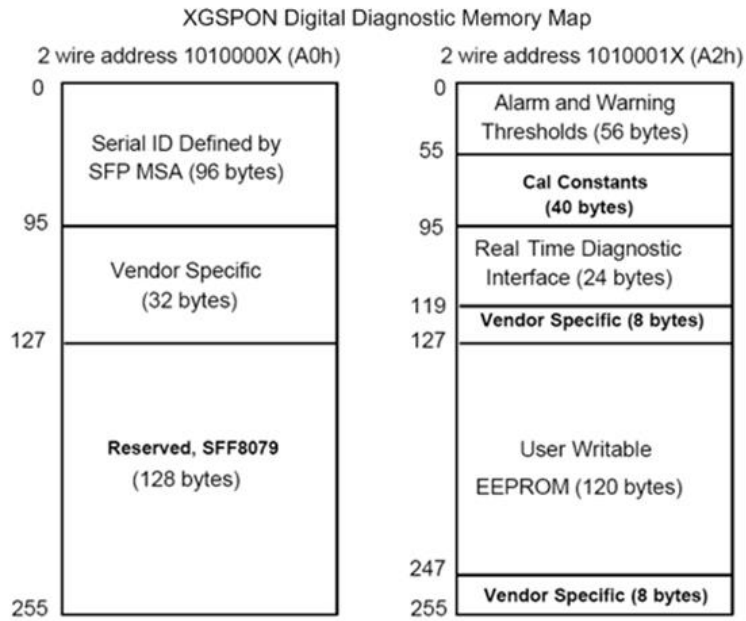 XGSPON Digital Diagnostic Memory Map
2 wire address 1010000X (A0h)
0
Serial ID Defined by
SFP MSA (96 bytes)
95
Vendor Specific
(32 bytes)
127
Reserved, SFF8079
(128 bytes)
255
2 wire address 1010001X (A2h)
0
Alarm and Warning
Thresholds (56 bytes)
55
Cal Constants
(40 bytes)
95
Real Time Diagnostic
Interface (24 bytes)
119
Vendor Specific (8 bytes)
127
User Writable
EEPROM (120 bytes)
247
Vendor Specific (8 bytes)
255